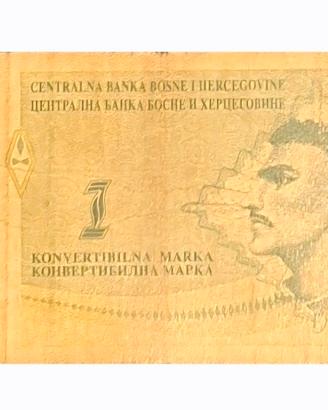 CENTRALNA BANKA BOSNE I HERCEGOVINE
ЦЕНТРАЛНА БАНКА БОСНЕ И ХЕРЦЕГОВИНЕ
1
KONVERTIBILNA MARKA
КОНВЕРТИБИЛНА МАРКА